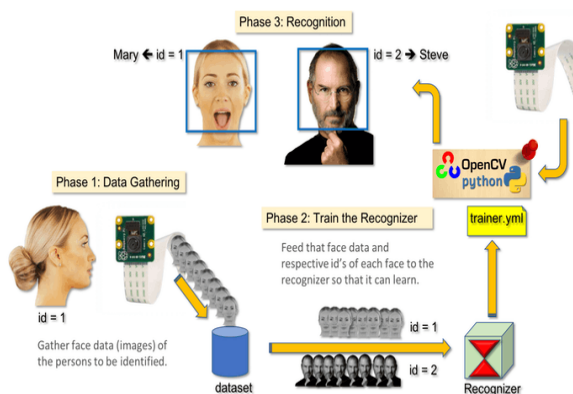 Phase 3: Recognition
Mary ← id = 1
id = 2 → Steve
OpenCV
python
Phase 1: Data Gathering
Phase 2: Train the Recognizer
trainer.yml
Feed that face data and
respective id's of each face to the
recognizer so that it can learn.
id = 1
Gather face data (images) of
the persons to be identified.
id = 1
id = 2
dataset
Recognizer